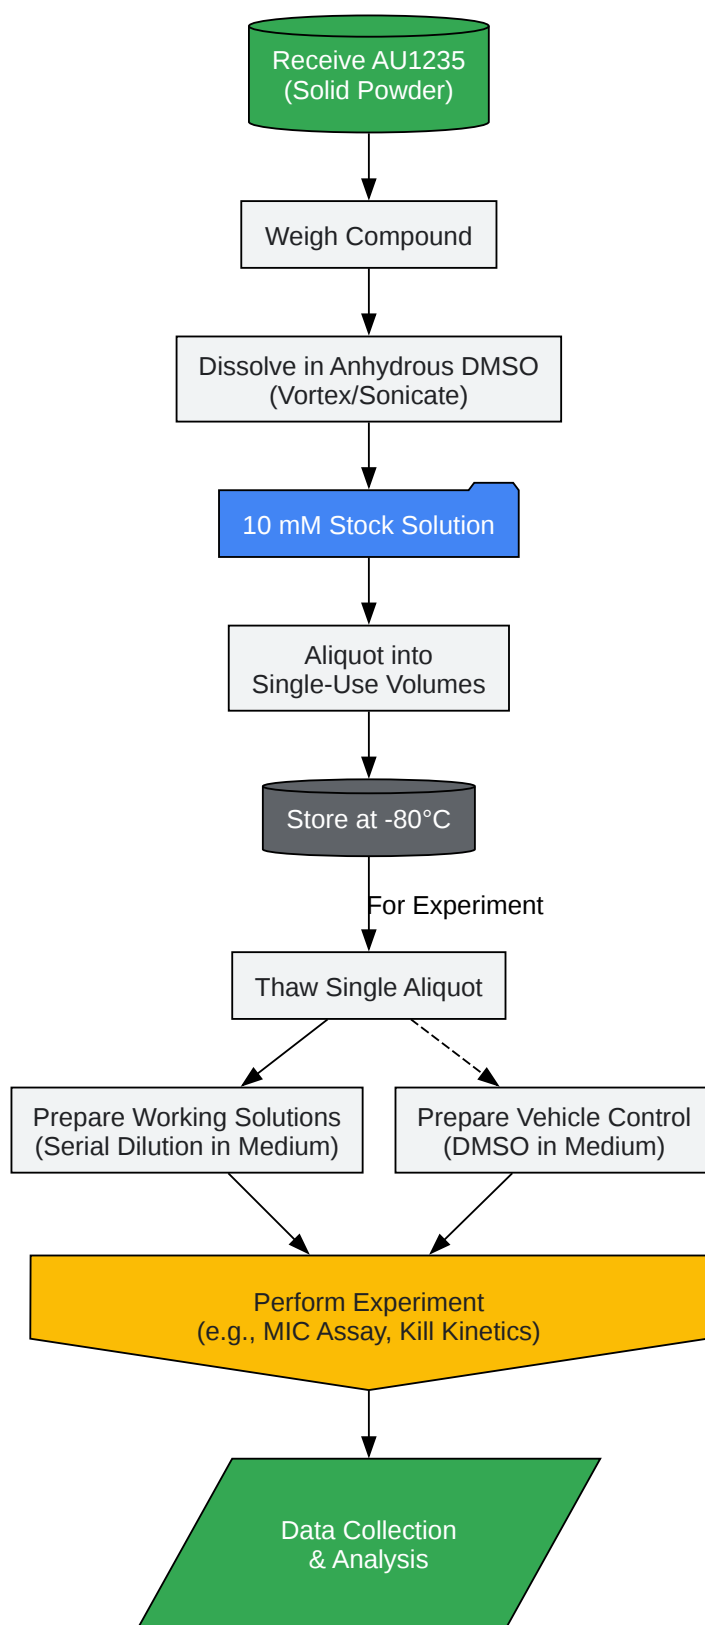 Receive AU1235
(Solid Powder)
Weigh Compound
Dissolve in Anhydrous DMSO
(Vortex/Sonicate)
10 mM Stock Solution
Aliquot into
Single-Use Volumes
Store at -80°C
For Experiment
Thaw Single Aliquot
Prepare Working Solutions
(Serial Dilution in Medium)
Prepare Vehicle Control
(DMSO in Medium)
Perform Experiment
(e.g., MIC Assay, Kill Kinetics)
Data Collection
& Analysis